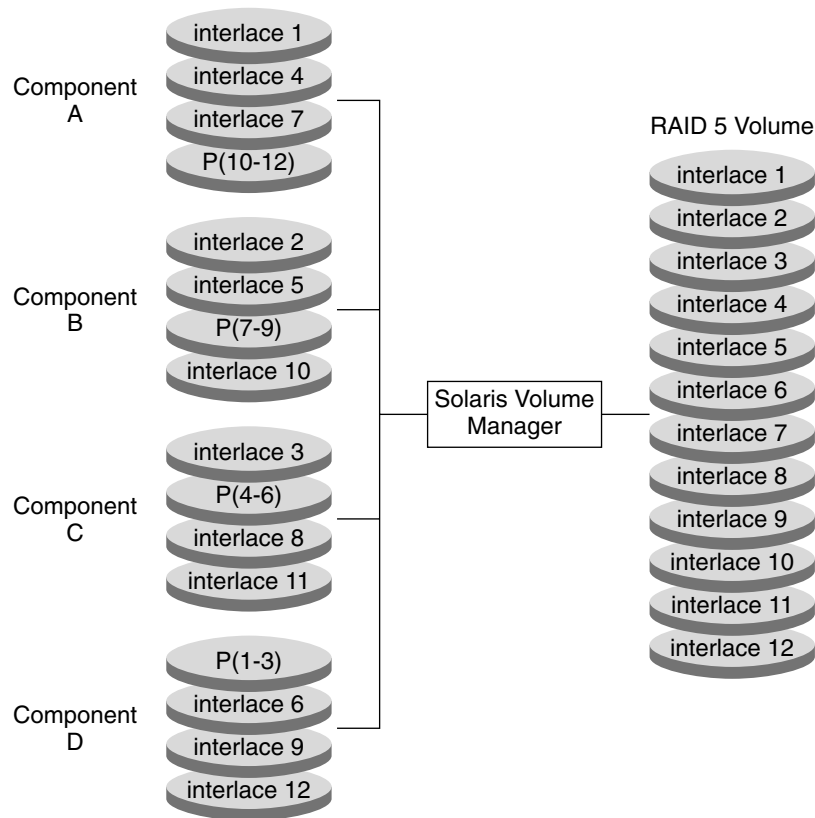 Component
A
interlace 1
interlace 4
interlace 7
P(10-12)
Component
B
interlace 2
interlace 5
P(7-9)
interlace 10
Component
C
interlace 3
P(4-6)
interlace 8
interlace 11
Component
D
P(1-3)
interlace 6
interlace 9
interlace 12
Solaris Volume
Manager
RAID 5 Volume
interlace 1
interlace 2
interlace 3
interlace 4
interlace 5
interlace 6
interlace 7
interlace 8
interlace 9
interlace 10
interlace 11
interlace 12